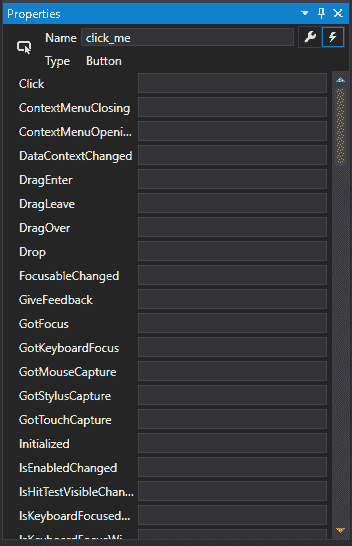 Properties
Name click_me
Type Button
Click
ContextMenuClosing
ContextMenuOpeni...
DataContextChanged
DragEnter
DragLeave
DragOver
Drop
FocusableChanged
GiveFeedback
GotFocus
GotKeyboardFocus
GotMouseCapture
GotStylusCapture
GotTouchCapture
Initialized
IsEnabledChanged
IsHitTestVisibleChan...
IsKeyboardFocused...
IsKeyboardFocusWi...